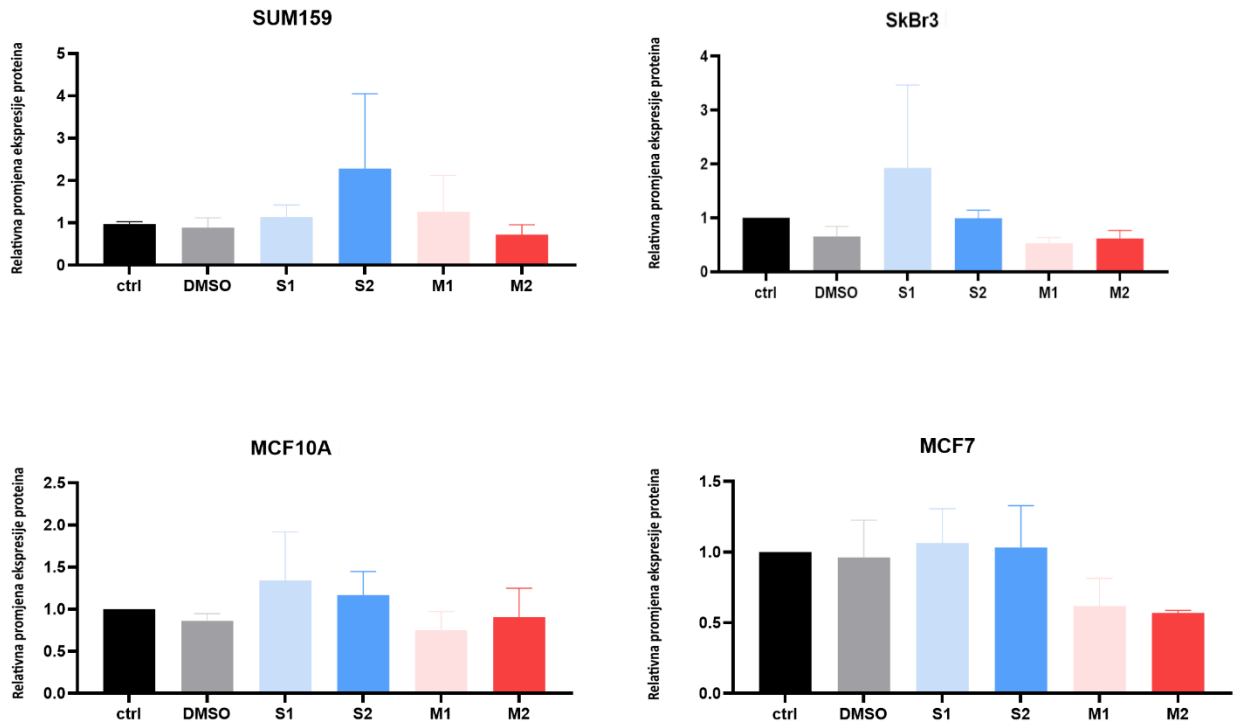 SUM159
Relativna promjena ekspresije proteina
5
4
3
2
1
0
ctrl DMSO S1 S2 M1 M2
SkBr3
Relativna promjena ekspresije proteina
4
3
2
1
0
ctrl DMSO S1 S2 M1 M2
MCF10A
Relativna promjena ekspresije proteina
2.5
2.0
1.5
1.0
0.5
0.0
ctrl DMSO S1 S2 M1 M2
MCF7
Relativna promjena ekspresije proteina
1.5
1.0
0.5
0.0
ctrl DMSO S1 S2 M1 M2